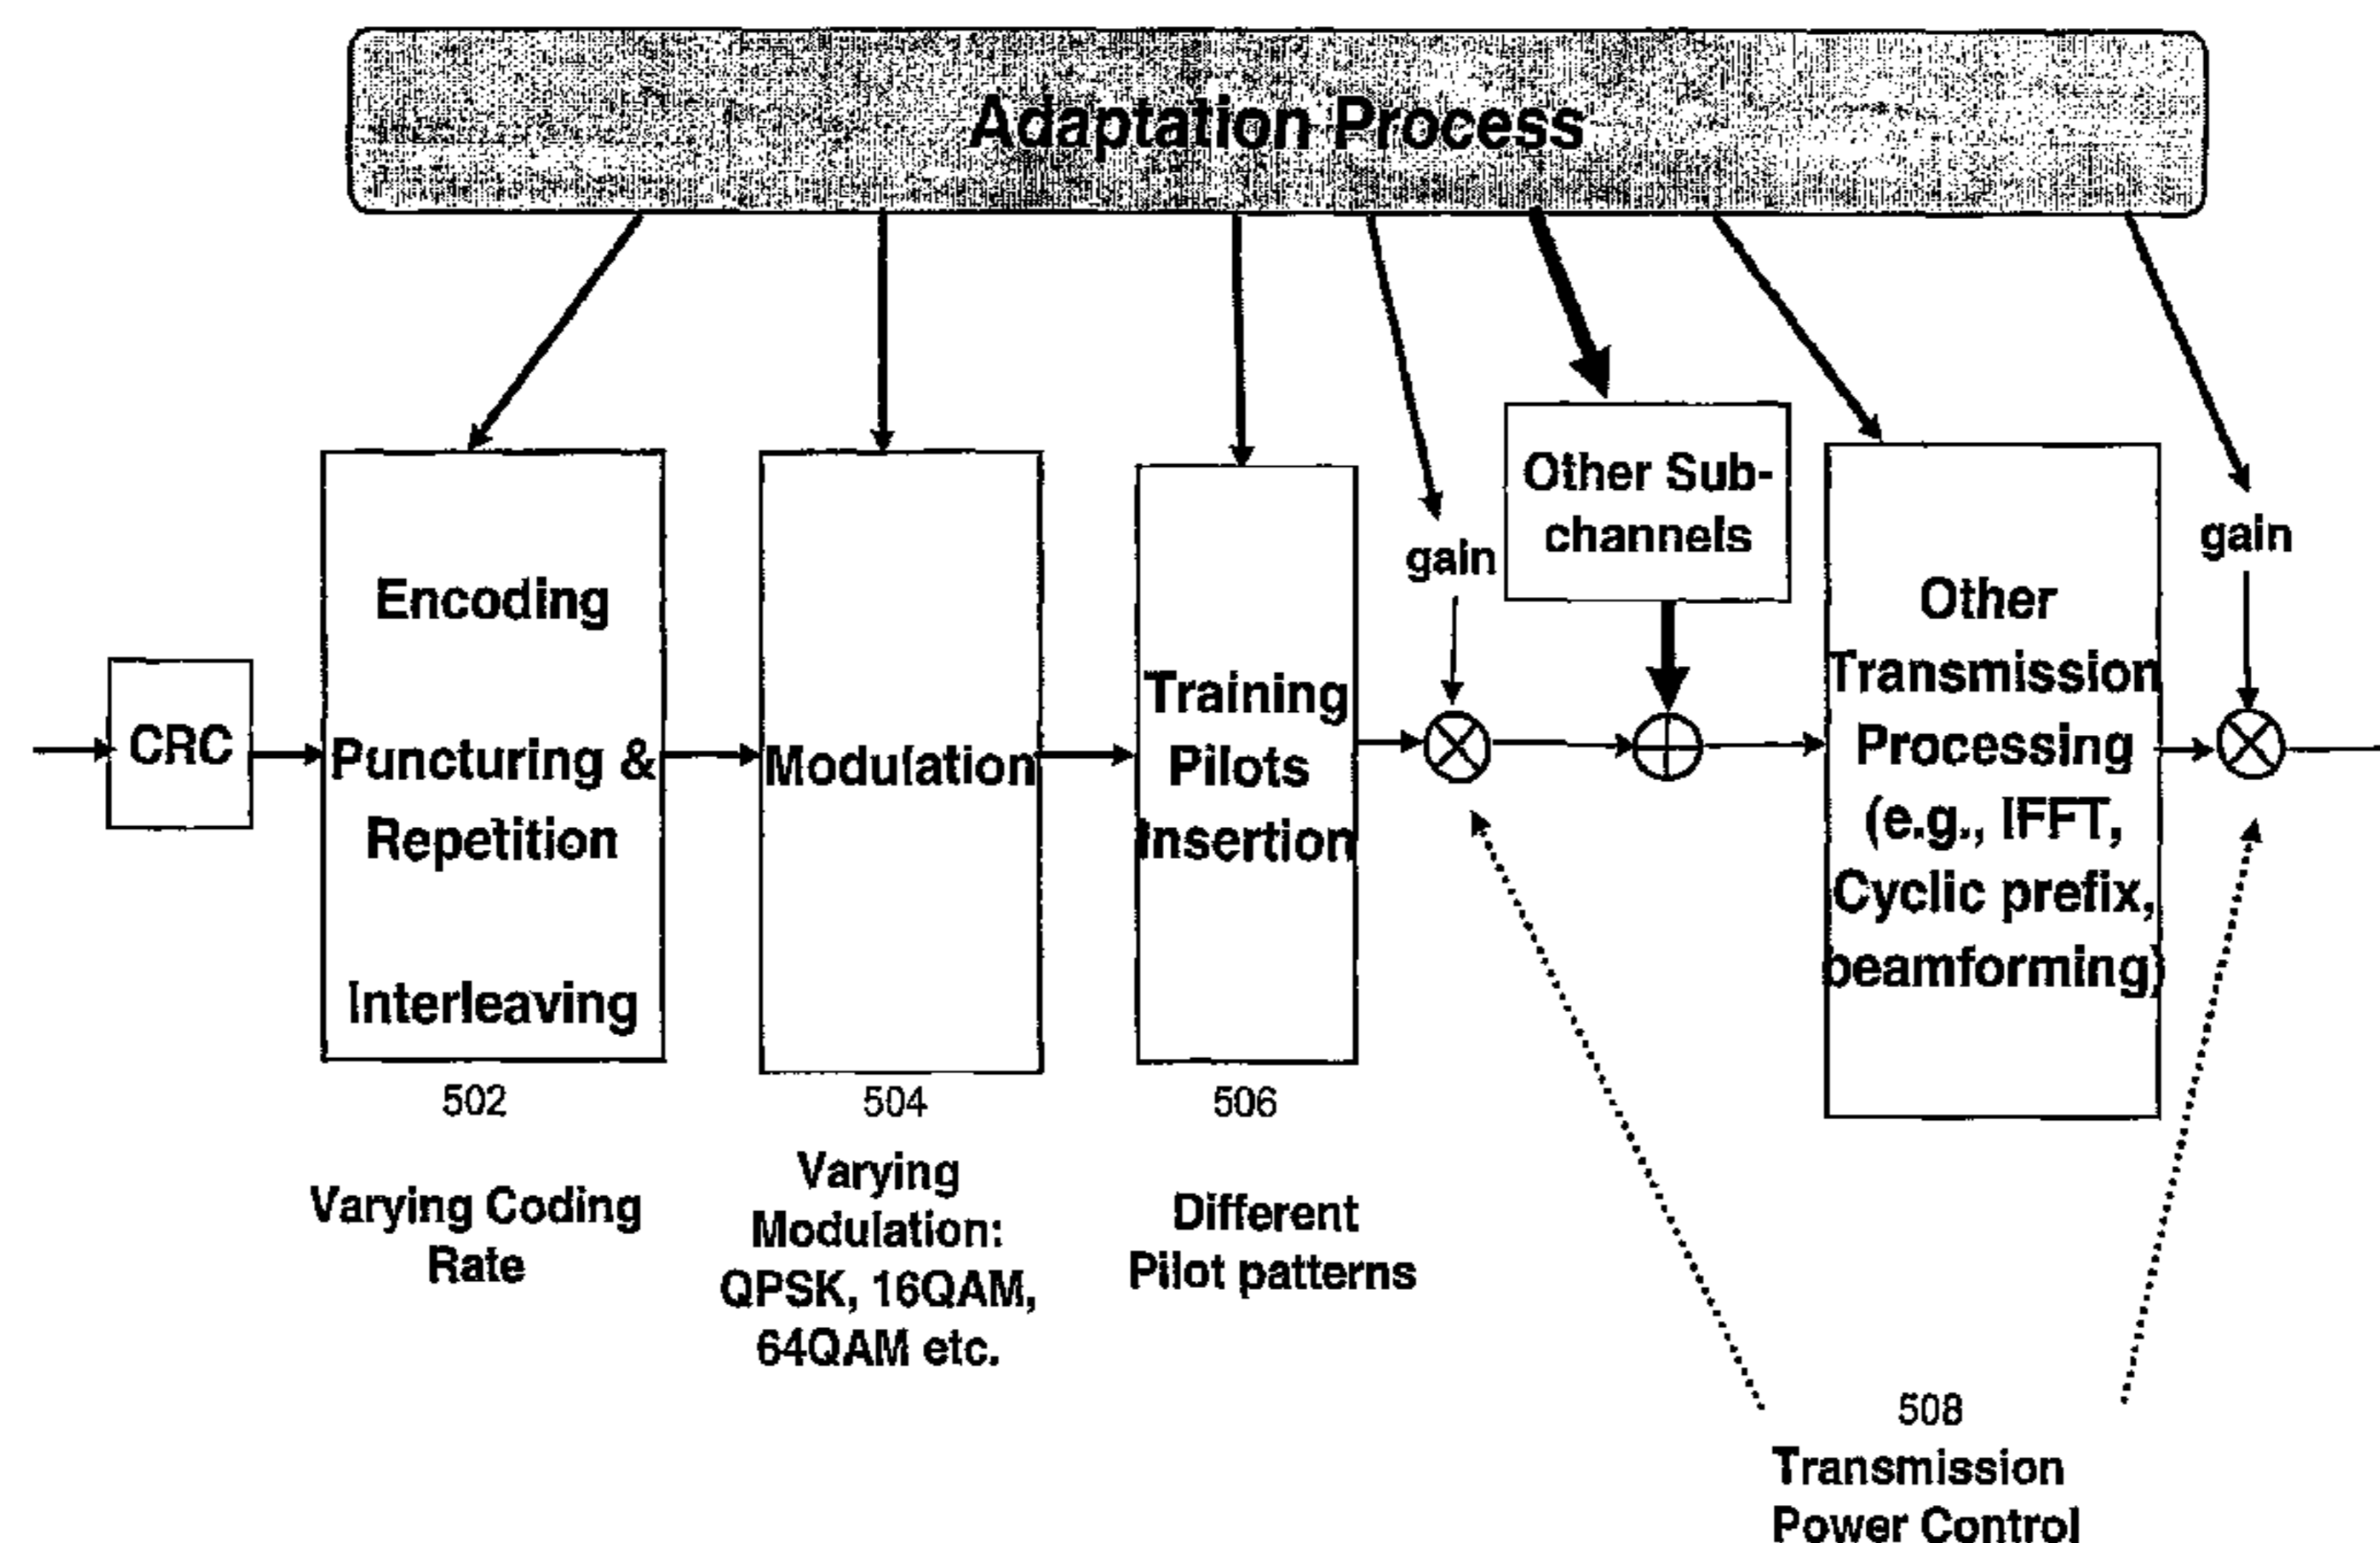 Adaptation Process
CRC
Encoding
Puncturing &
Repetition
Interleaving
502
Varying Coding
Rate
Modulation
504
Varying
Modulation:
QPSK, 16QAM,
64QAM etc.
Training
Pilots
Insertion
506
Different
Pilot patterns
gain
Other Sub-
channels
Other
Transmission
Processing
(e.g., IFFT,
Cyclic prefix,
beamforming)
gain
508
Transmission
Power Control